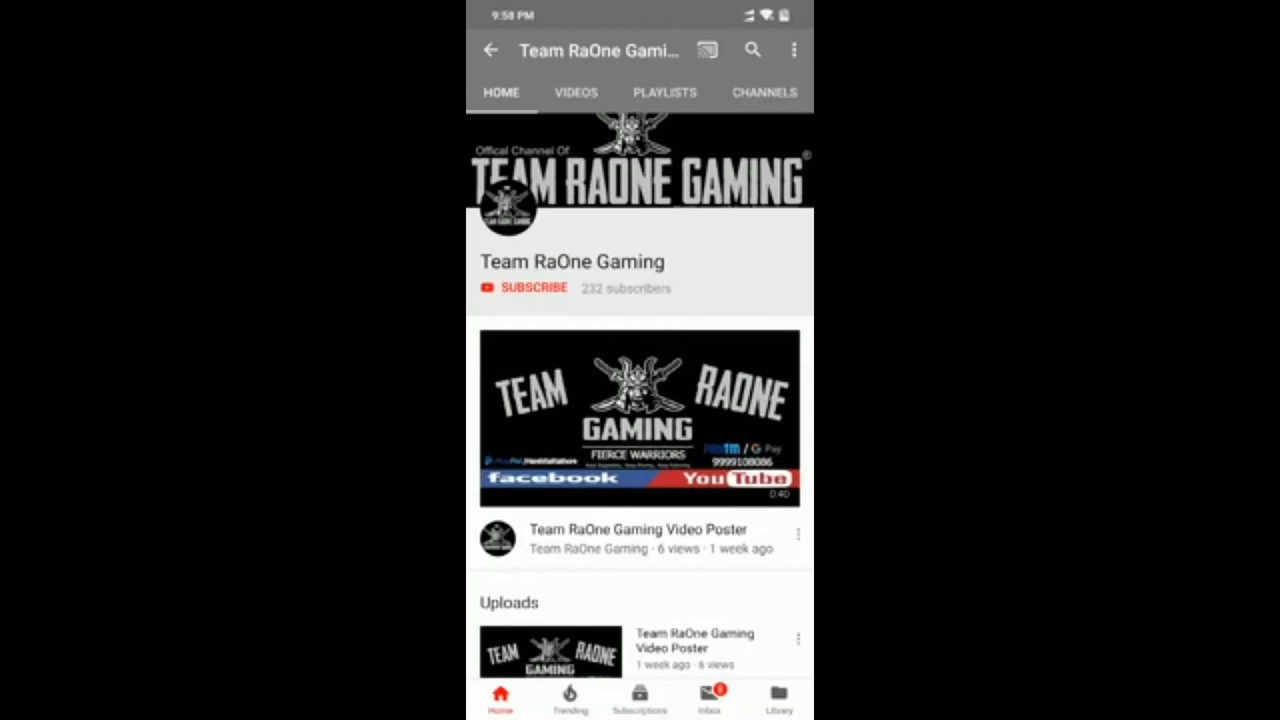 9:58 PM
Team RaOne Gami...
HOME VIDEOS PLAYLISTS CHANNELS
Offical Channel Of
TEAM RAONE GAMING®
Team RaOne Gaming
SUBSCRIBE 232 subscribers
TEAM RAONE
GAMING
FIERCE WARRIORS
Paytm / G Pay
9999108086
facebook YouTube
0:40
Team RaOne Gaming Video Poster
Team RaOne Gaming · 6 views · 1 week ago
Uploads
TEAM RAONE
GAMING
Team RaOne Gaming
Video Poster
1 week ago · 6 views
Home Trending Subscriptions Inbox Library